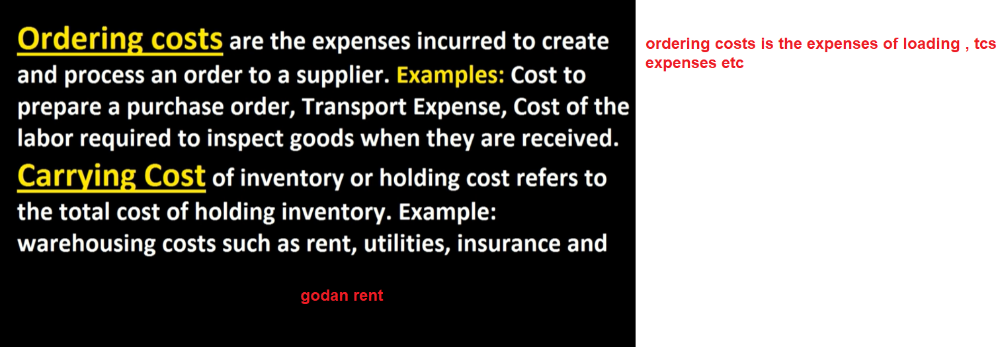 Ordering costs are the expenses incurred to create
and process an order to a supplier. Examples: Cost to
prepare a purchase order, Transport Expense, Cost of the
labor required to inspect goods when they are received.
Carrying Cost of inventory or holding cost refers to
the total cost of holding inventory. Example:
warehousing costs such as rent, utilities, insurance and
godan rent
ordering costs is the expenses of loading , tcs
expenses etc